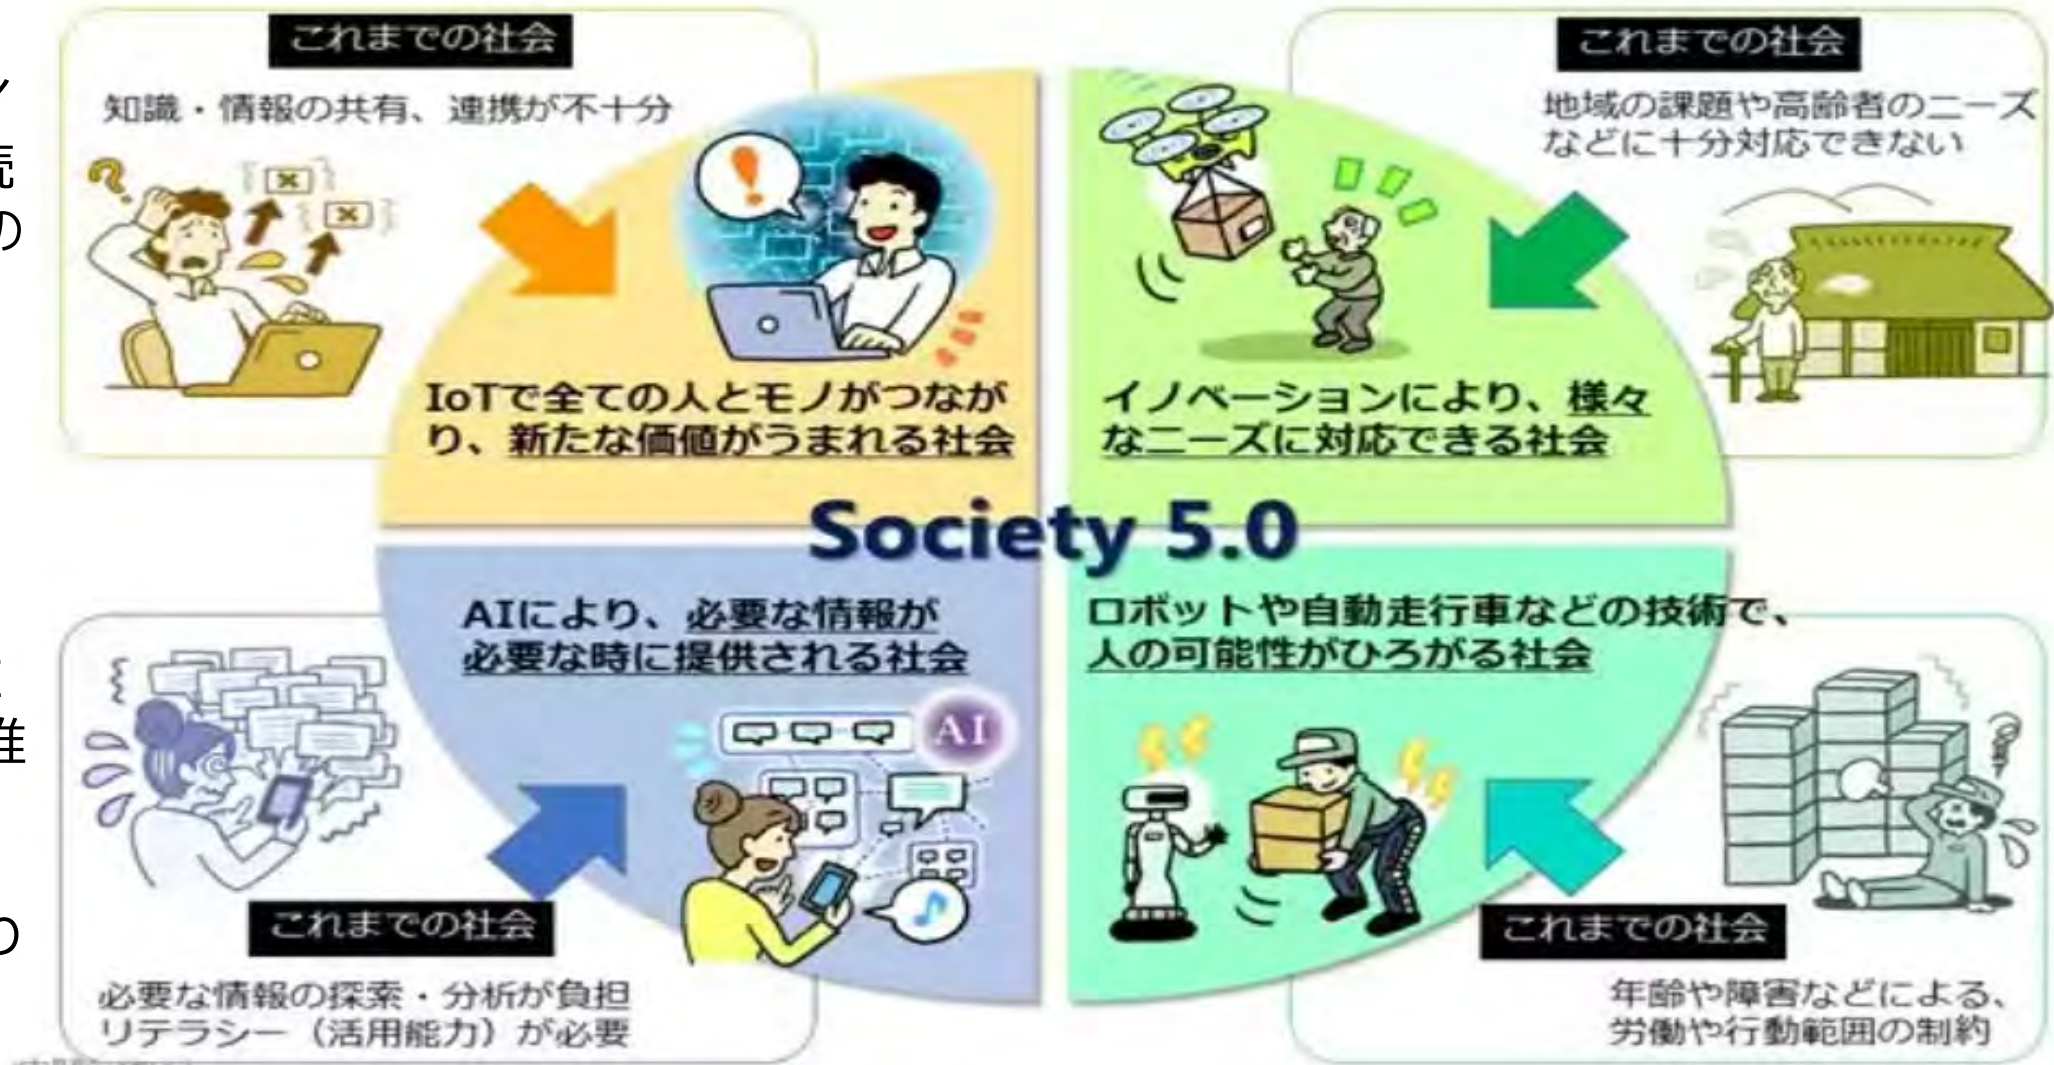 これまでの社会
知識・情報の共有、連携が不十分
IoTで全ての人とモノがつなが
り、新たな価値がうまれる社会
これまでの社会
地域の課題や高齢者のニーズ
などに十分対応できない
イノベーションにより、様々
なニーズに対応できる社会
Society 5.0
AIにより、必要な情報が
必要な時に提供される社会
AI
これまでの社会
必要な情報の探索・分析が負担
リテラシー（活用能力）が必要
ロボットや自動走行車などの技術で、
人の可能性がひろがる社会
これまでの社会
年齢や障害などによる、
労働や行動範囲の制約
の